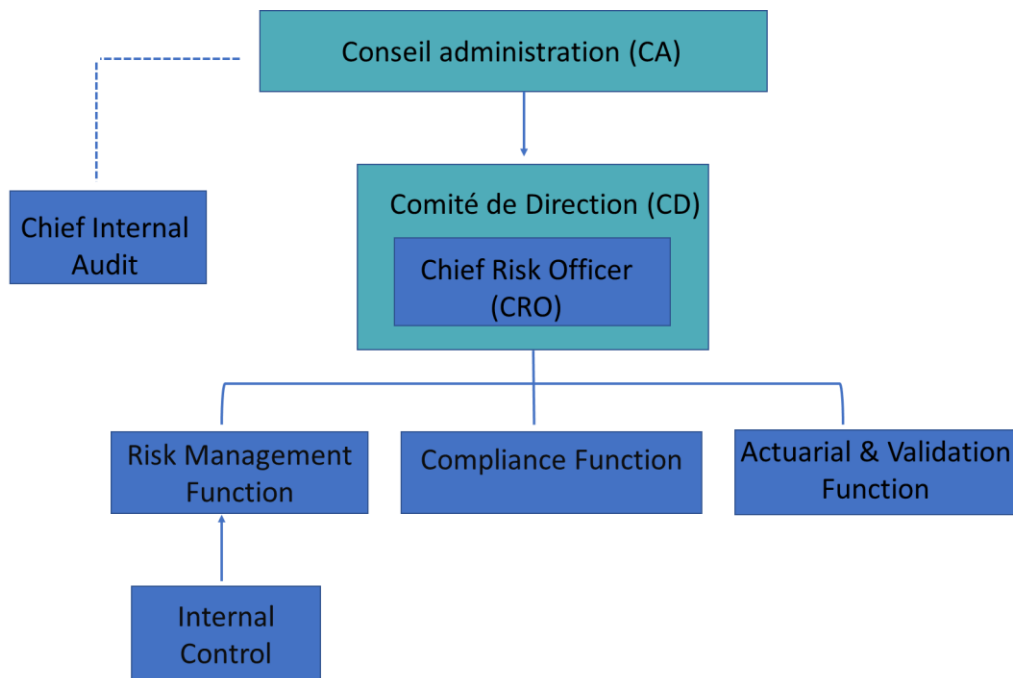 Conseil administration (CA)
Comité de Direction (CD)
Chief Internal
Audit
Chief Risk Officer
(CRO)
Risk Management
Function
Compliance Function
Actuarial & Validation
Function
Internal
Control